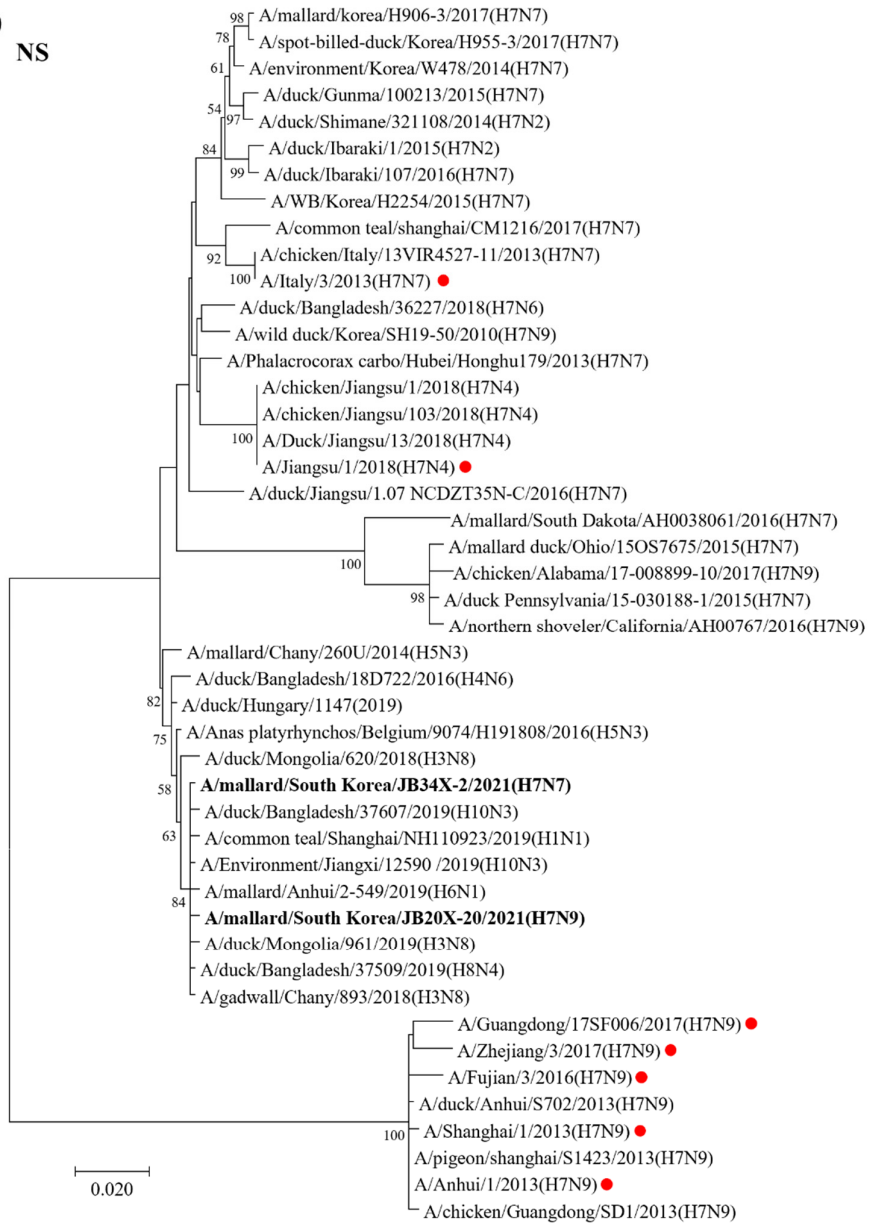 )
NS
98
A/mallard/korea/H906-3/2017(H7N7)
78
A/spot-billed-duck/Korea/H955-3/2017(H7N7)
61
A/environment/Korea/W478/2014(H7N7)
A/duck/Gunma/100213/2015(H7N7)
54
97
A/duck/Shimane/321108/2014(H7N2)
84
A/duck/Ibaraki/1/2015(H7N2)
99
A/duck/Ibaraki/107/2016(H7N7)
A/WB/Korea/H2254/2015(H7N7)
A/common teal/shanghai/CM1216/2017(H7N7)
92
A/chicken/Italy/13VIR4527-11/2013(H7N7)
100
A/Italy/3/2013(H7N7)
A/duck/Bangladesh/36227/2018(H7N6)
A/wild duck/Korea/SH19-50/2010(H7N9)
A/Phalacrocorax carbo/Hubei/Honghu179/2013(H7N7)
A/chicken/Jiangsu/1/2018(H7N4)
A/chicken/Jiangsu/103/2018(H7N4)
100
A/Duck/Jiangsu/13/2018(H7N4)
A/Jiangsu/1/2018(H7N4)
A/duck/Jiangsu/1.07 NCDZT35N-C/2016(H7N7)
A/mallard/South Dakota/AH0038061/2016(H7N7)
A/mallard duck/Ohio/15OS7675/2015(H7N7)
100
A/chicken/Alabama/17-008899-10/2017(H7N9)
98
A/duck Pennsylvania/15-030188-1/2015(H7N7)
A/northern shoveler/California/AH00767/2016(H7N9)
A/mallard/Chany/260U/2014(H5N3)
A/duck/Bangladesh/18D722/2016(H4N6)
82
A/duck/Hungary/1147(2019)
75
A/Anas platyrhynchos/Belgium/9074/H191808/2016(H5N3)
A/duck/Mongolia/620/2018(H3N8)
58
A/mallard/South Korea/JB34X-2/2021(H7N7)
A/duck/Bangladesh/37607/2019(H10N3)
63
A/common teal/Shanghai/NH110923/2019(H1N1)
A/Environment/Jiangxi/12590 /2019(H10N3)
A/mallard/Anhui/2-549/2019(H6N1)
84
A/mallard/South Korea/JB20X-20/2021(H7N9)
A/duck/Mongolia/961/2019(H3N8)
A/duck/Bangladesh/37509/2019(H8N4)
A/gadwall/Chany/893/2018(H3N8)
A/Guangdong/17SF006/2017(H7N9)
A/Zhejiang/3/2017(H7N9)
A/Fujian/3/2016(H7N9)
A/duck/Anhui/S702/2013(H7N9)
100
A/Shanghai/1/2013(H7N9)
A/pigeon/shanghai/S1423/2013(H7N9)
A/Anhui/1/2013(H7N9)
A/chicken/Guangdong/SD1/2013(H7N9)
0.020